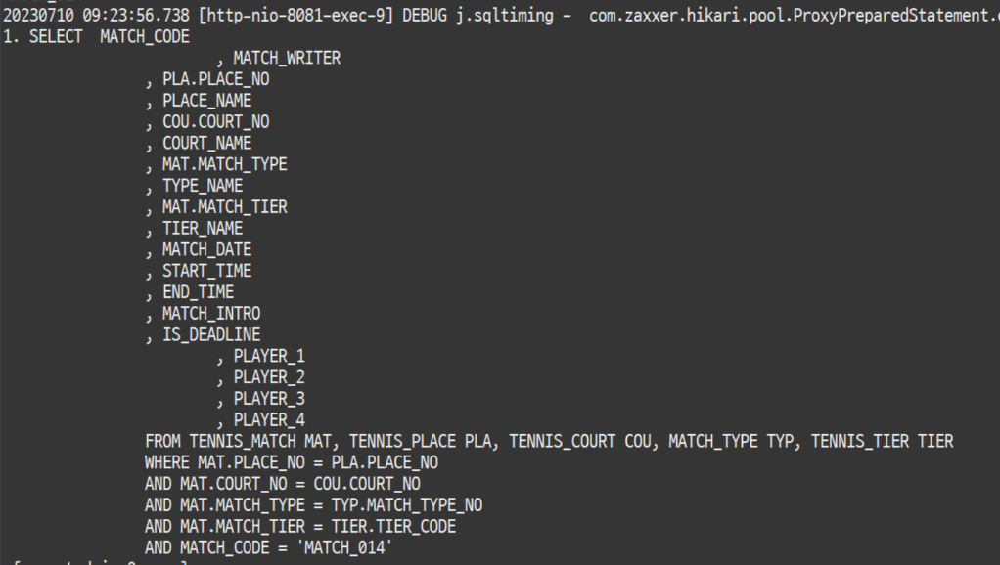 20230710 09:23:56.738 [http-nio-8081-exec-9] DEBUG j.sqltiming -  com.zaxxer.hikari.pool.ProxyPreparedStatement.
1. SELECT  MATCH_CODE
, MATCH_WRITER
, PLA.PLACE_NO
, PLACE_NAME
, COU.COURT_NO
, COURT_NAME
, MAT.MATCH_TYPE
, TYPE_NAME
, MAT.MATCH_TIER
, TIER_NAME
, MATCH_DATE
, START_TIME
, END_TIME
, MATCH_INTRO
, IS_DEADLINE
, PLAYER_1
, PLAYER_2
, PLAYER_3
, PLAYER_4
FROM TENNIS_MATCH MAT, TENNIS_PLACE PLA, TENNIS_COURT COU, MATCH_TYPE TYP, TENNIS_TIER TIER
WHERE MAT.PLACE_NO = PLA.PLACE_NO
AND MAT.COURT_NO = COU.COURT_NO
AND MAT.MATCH_TYPE = TYP.MATCH_TYPE_NO
AND MAT.MATCH_TIER = TIER.TIER_CODE
AND MATCH_CODE = 'MATCH_014'